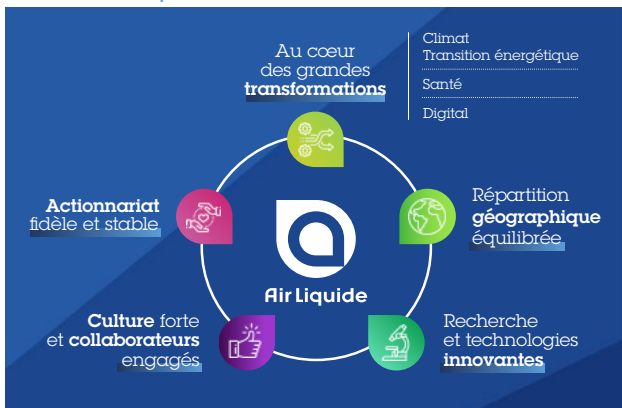 Au cœur
des grandes
transformations
Climat
Transition énergétique
Santé
Digital
Actionnariat
fidèle et stable
Répartition
géographique
équilibrée
Air Liquide
Culture forte
et collaborateurs
engagés
Recherche
et technologies
innovantes